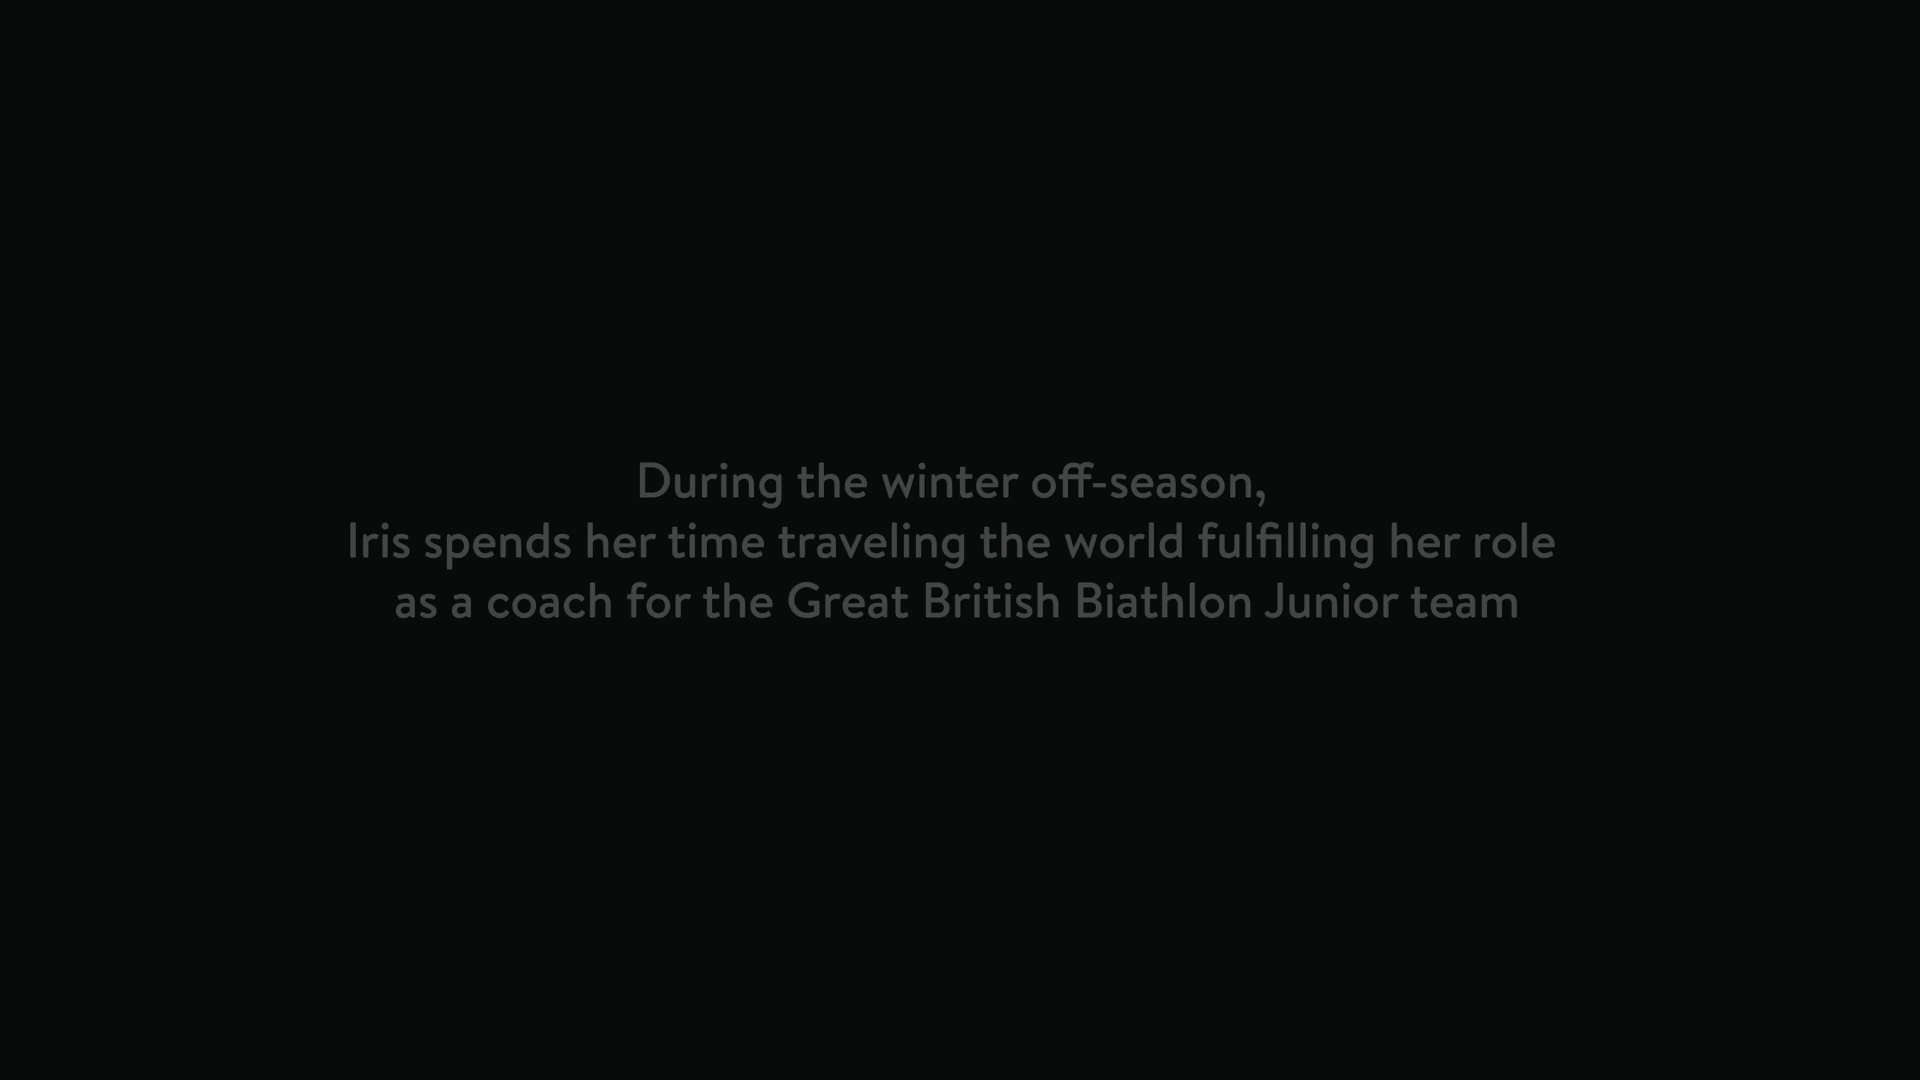 During the winter off-season,
Iris spends her time traveling the world fulfilling her role
as a coach for the Great British Biathlon Junior team